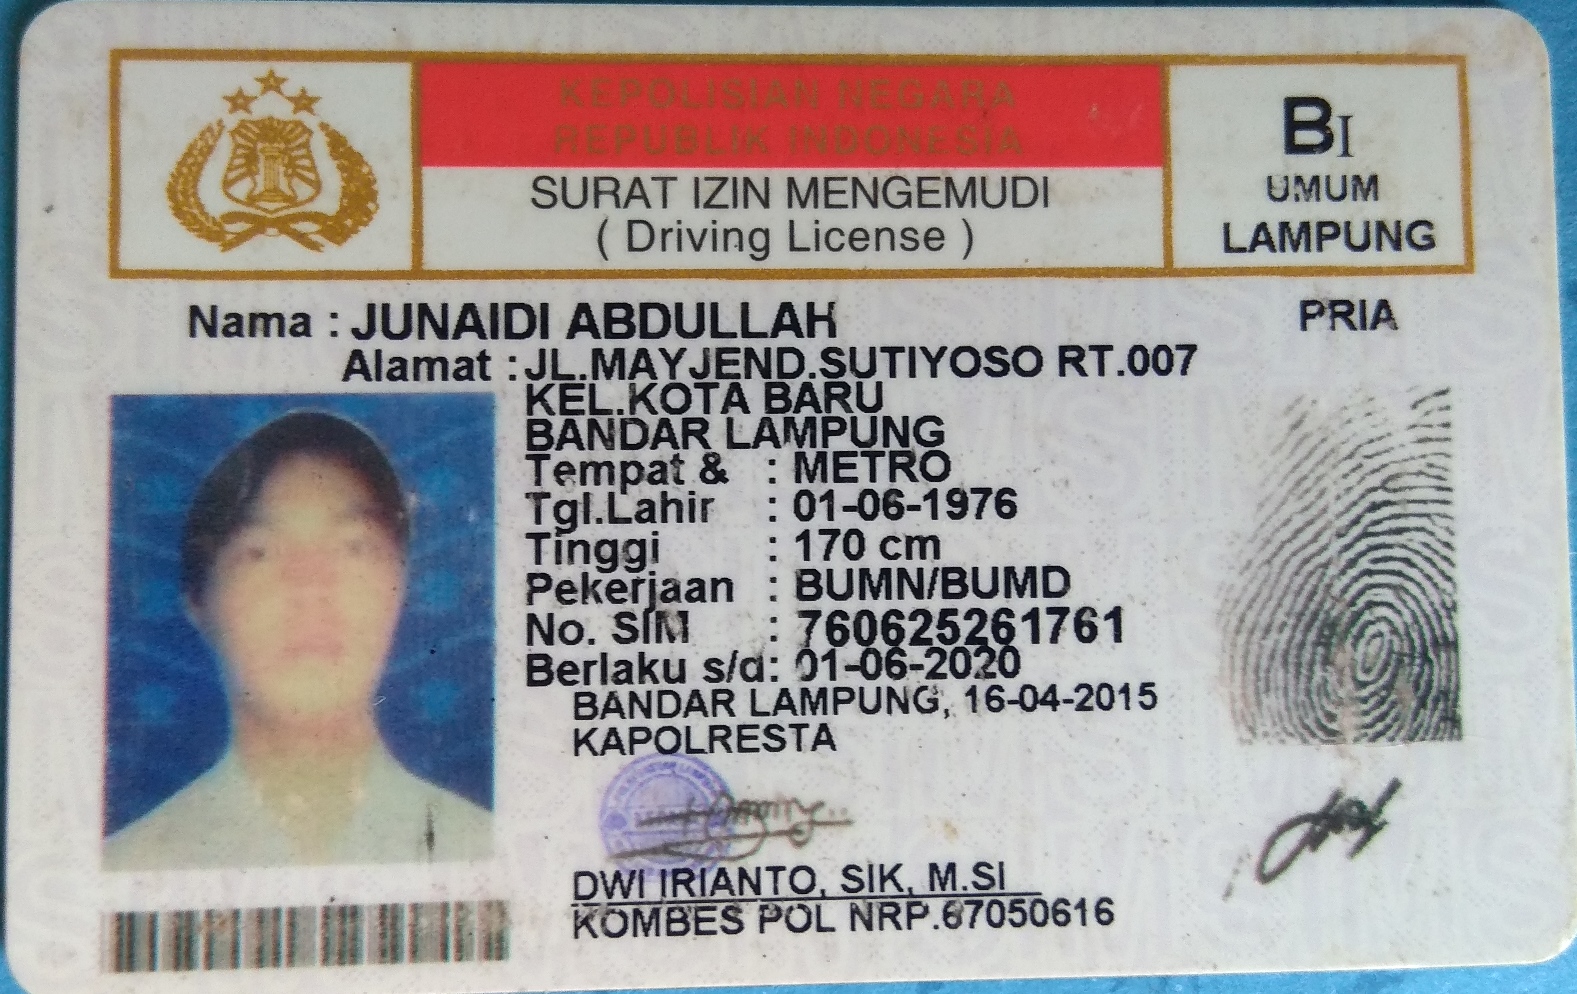 KEPOLISIAN NEGARA
REPUBLIK INDONESIA
SURAT IZIN MENGEMUDI
( Driving License )
BI
UMUM
LAMPUNG
Nama : JUNAIDI ABDULLAH
PRIA
Alamat : JL.MAYJEND.SUTIYOSO RT.007
KEL.KOTA BARU
BANDAR LAMPUNG
Tempat & : METRO
Tgl.Lahir : 01-06-1976
Tinggi : 170 cm
Pekerjaan : BUMN/BUMD
No. SIM : 760625261761
Berlaku s/d: 01-06-2020
BANDAR LAMPUNG, 16-04-2015
KAPOLRESTA
DWI IRIANTO, SIK, M.SI
KOMBES POL NRP.67050616